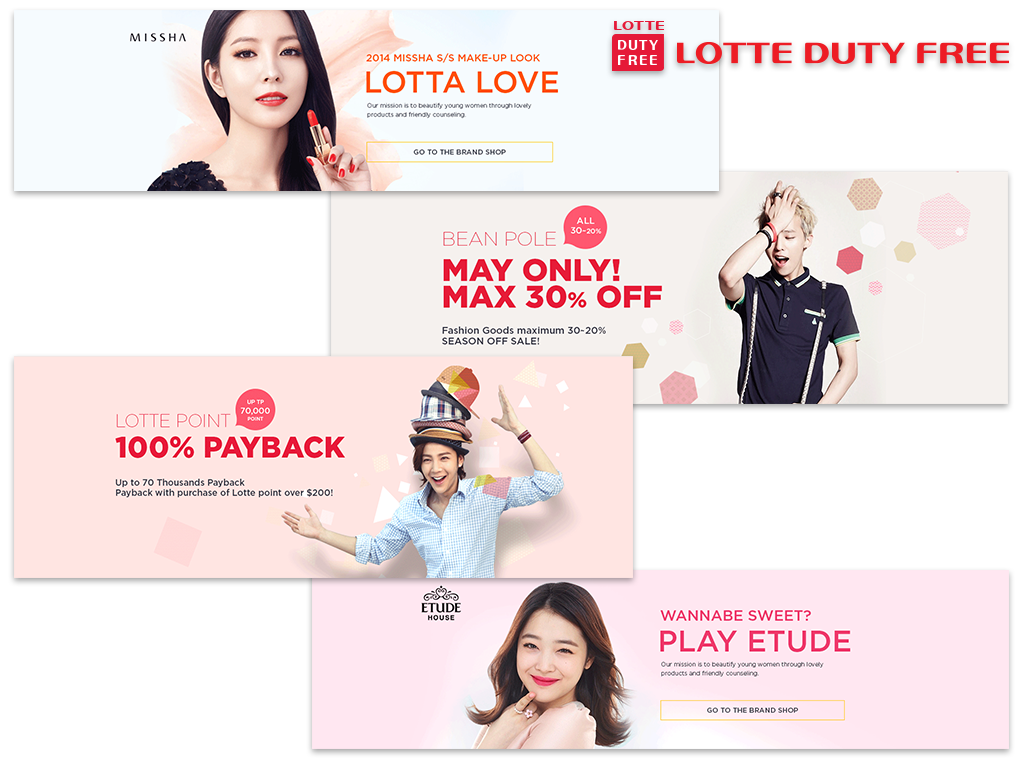 MISSHA
2014 MISSHA S/S MAKE-UP LOOK
LOTTA LOVE
Our mission is to beautify young women through lovely
products and friendly counseling.
GO TO THE BRAND SHOP
LOTTE
DUTY
FREE
LOTTE DUTY FREE
BEAN POLE
ALL
30~20%
MAY ONLY!
MAX 30% OFF
Fashion Goods maximum 30~20%
SEASON OFF SALE!
LOTTE POINT
UP TP
70,000
POINT
100% PAYBACK
Up to 70 Thousands Payback
Payback with purchase of Lotte point over $200!
ETUDE
HOUSE
WANNABE SWEET?
PLAY ETUDE
Our mission is to beautify young women through lovely
products and friendly counseling.
GO TO THE BRAND SHOP